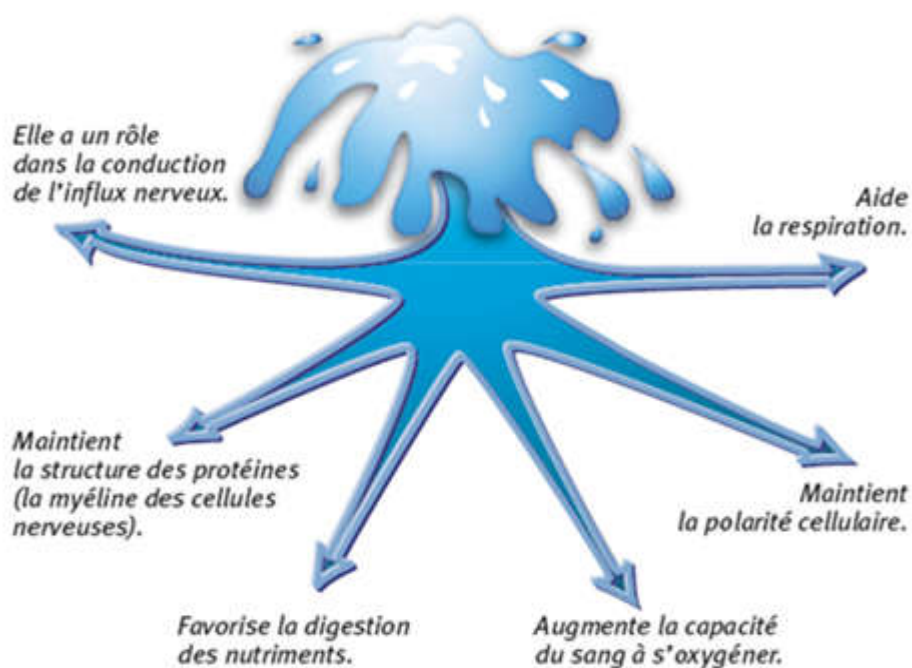 Elle a un rôle
dans la conduction
de l'influx nerveux.
Aide
la respiration.
Maintient
la structure des protéines
(la myéline des cellules
nerveuses).
Maintient
la polarité cellulaire.
Favorise la digestion
des nutriments.
Augmente la capacité
du sang à s'oxygéner.